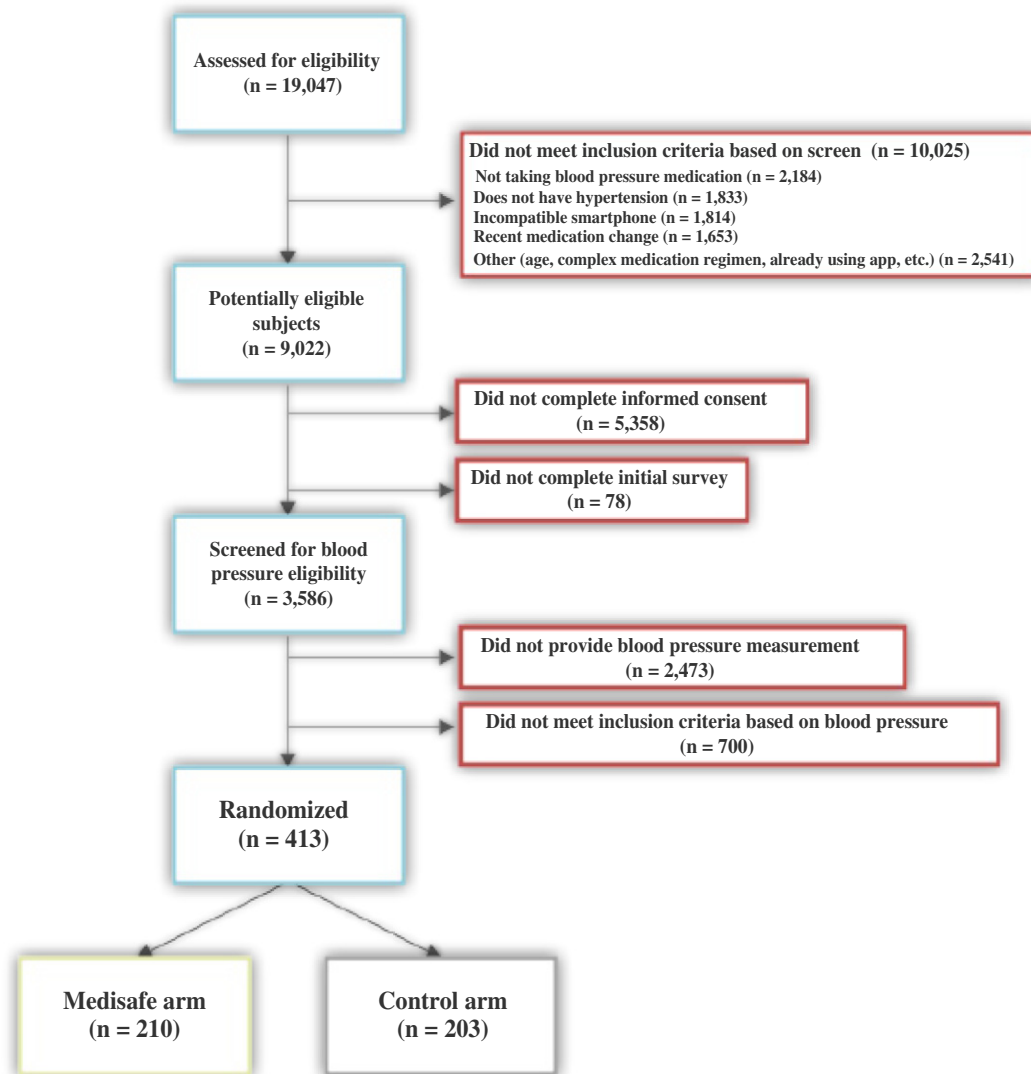 Assessed for eligibility
(n = 19,047)
Did not meet inclusion criteria based on screen (n = 10,025)
Not taking blood pressure medication (n = 2,184)
Does not have hypertension (n = 1,833)
Incompatible smartphone (n = 1,814)
Recent medication change (n = 1,653)
Other (age, complex medication regimen, already using app, etc.) (n = 2,541)
Potentially eligible
subjects
(n = 9,022)
Did not complete informed consent
(n = 5,358)
Did not complete initial survey
(n = 78)
Screened for blood
pressure eligibility
(n = 3,586)
Did not provide blood pressure measurement
(n = 2,473)
Did not meet inclusion criteria based on blood pressure
(n = 700)
Randomized
(n = 413)
Medisafe arm
(n = 210)
Control arm
(n = 203)